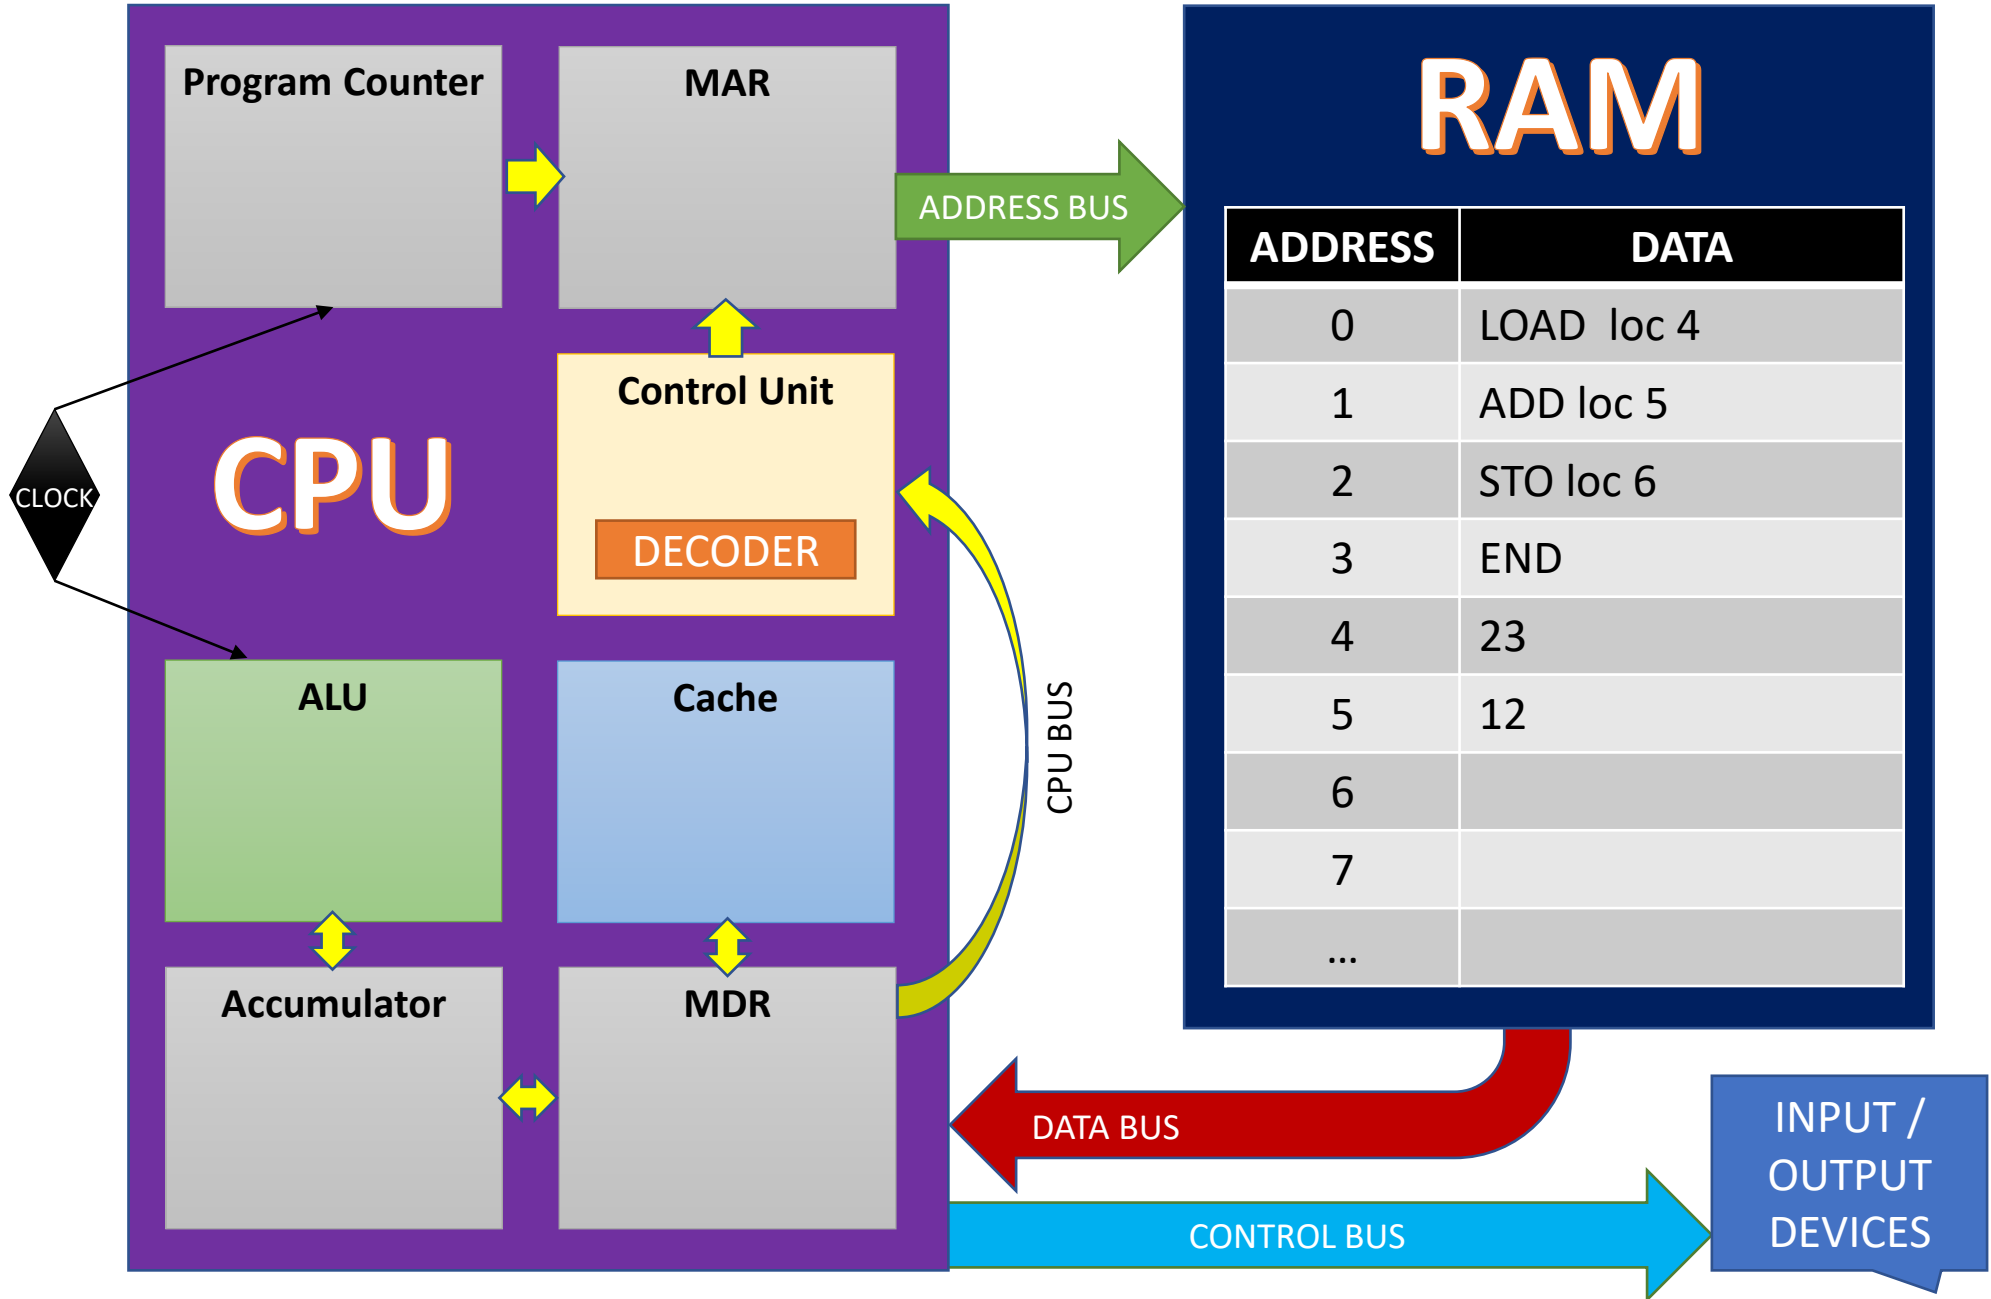 Program Counter
MAR
CLOCK
CPU
Control Unit
DECODER
ALU
Cache
CPU BUS
Accumulator
MDR
ADDRESS BUS
RAM
ADDRESS DATA
0 LOAD  loc 4
1 ADD loc 5
2 STO loc 6
3 END
4 23
5 12
6
7
...
DATA BUS
CONTROL BUS
INPUT /
OUTPUT
DEVICES